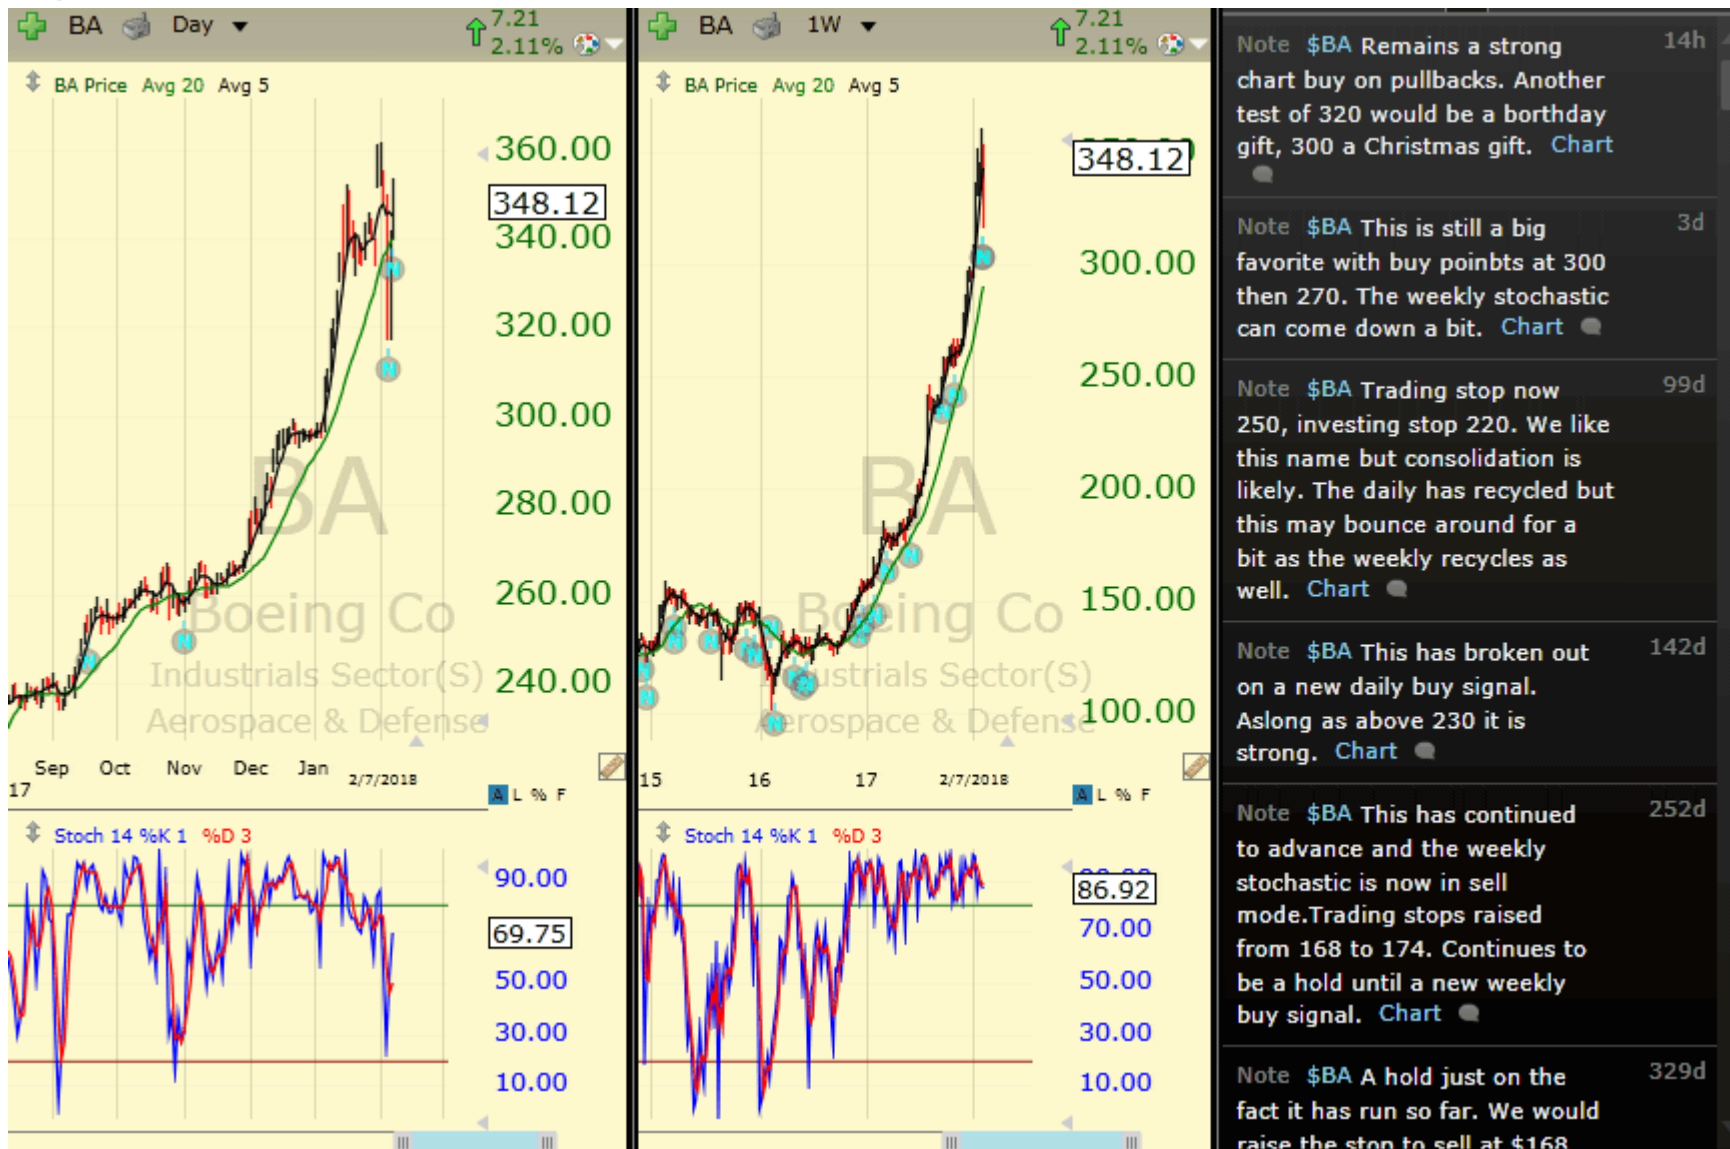 BA Day 7.21
2.11%
BA Price Avg 20 Avg 5
360.00
348.12
340.00
320.00
300.00
280.00
260.00
240.00
BA
Boeing Co
Industrials Sector(S)
Aerospace & Defense
N
N
N
N
Sep Oct Nov Dec Jan 2/7/2018
17
A L % F
Stoch 14 %K 1 %D 3
90.00
69.75
50.00
30.00
10.00
BA 1W 7.21
2.11%
BA Price Avg 20 Avg 5
348.12
300.00
250.00
200.00
150.00
100.00
BA
Boeing Co
Industrials Sector(S)
Aerospace & Defense
15 16 17 2/7/2018
A L % F
Stoch 14 %K 1 %D 3
86.92
70.00
50.00
30.00
10.00
Note $BA Remains a strong 14h
chart buy on pullbacks. Another
test of 320 would be a borthday
gift, 300 a Christmas gift. Chart
Note $BA This is still a big 3d
favorite with buy poinbts at 300
then 270. The weekly stochastic
can come down a bit. Chart
Note $BA Trading stop now 99d
250, investing stop 220. We like
this name but consolidation is
likely. The daily has recycled but
this may bounce around for a
bit as the weekly recycles as
well. Chart
Note $BA This has broken out 142d
on a new daily buy signal.
Aslong as above 230 it is
strong. Chart
Note $BA This has continued 252d
to advance and the weekly
stochastic is now in sell
mode.Trading stops raised
from 168 to 174. Continues to
be a hold until a new weekly
buy signal. Chart
Note $BA A hold just on the 329d
fact it has run so far. We would
raise the stop to sell at $168